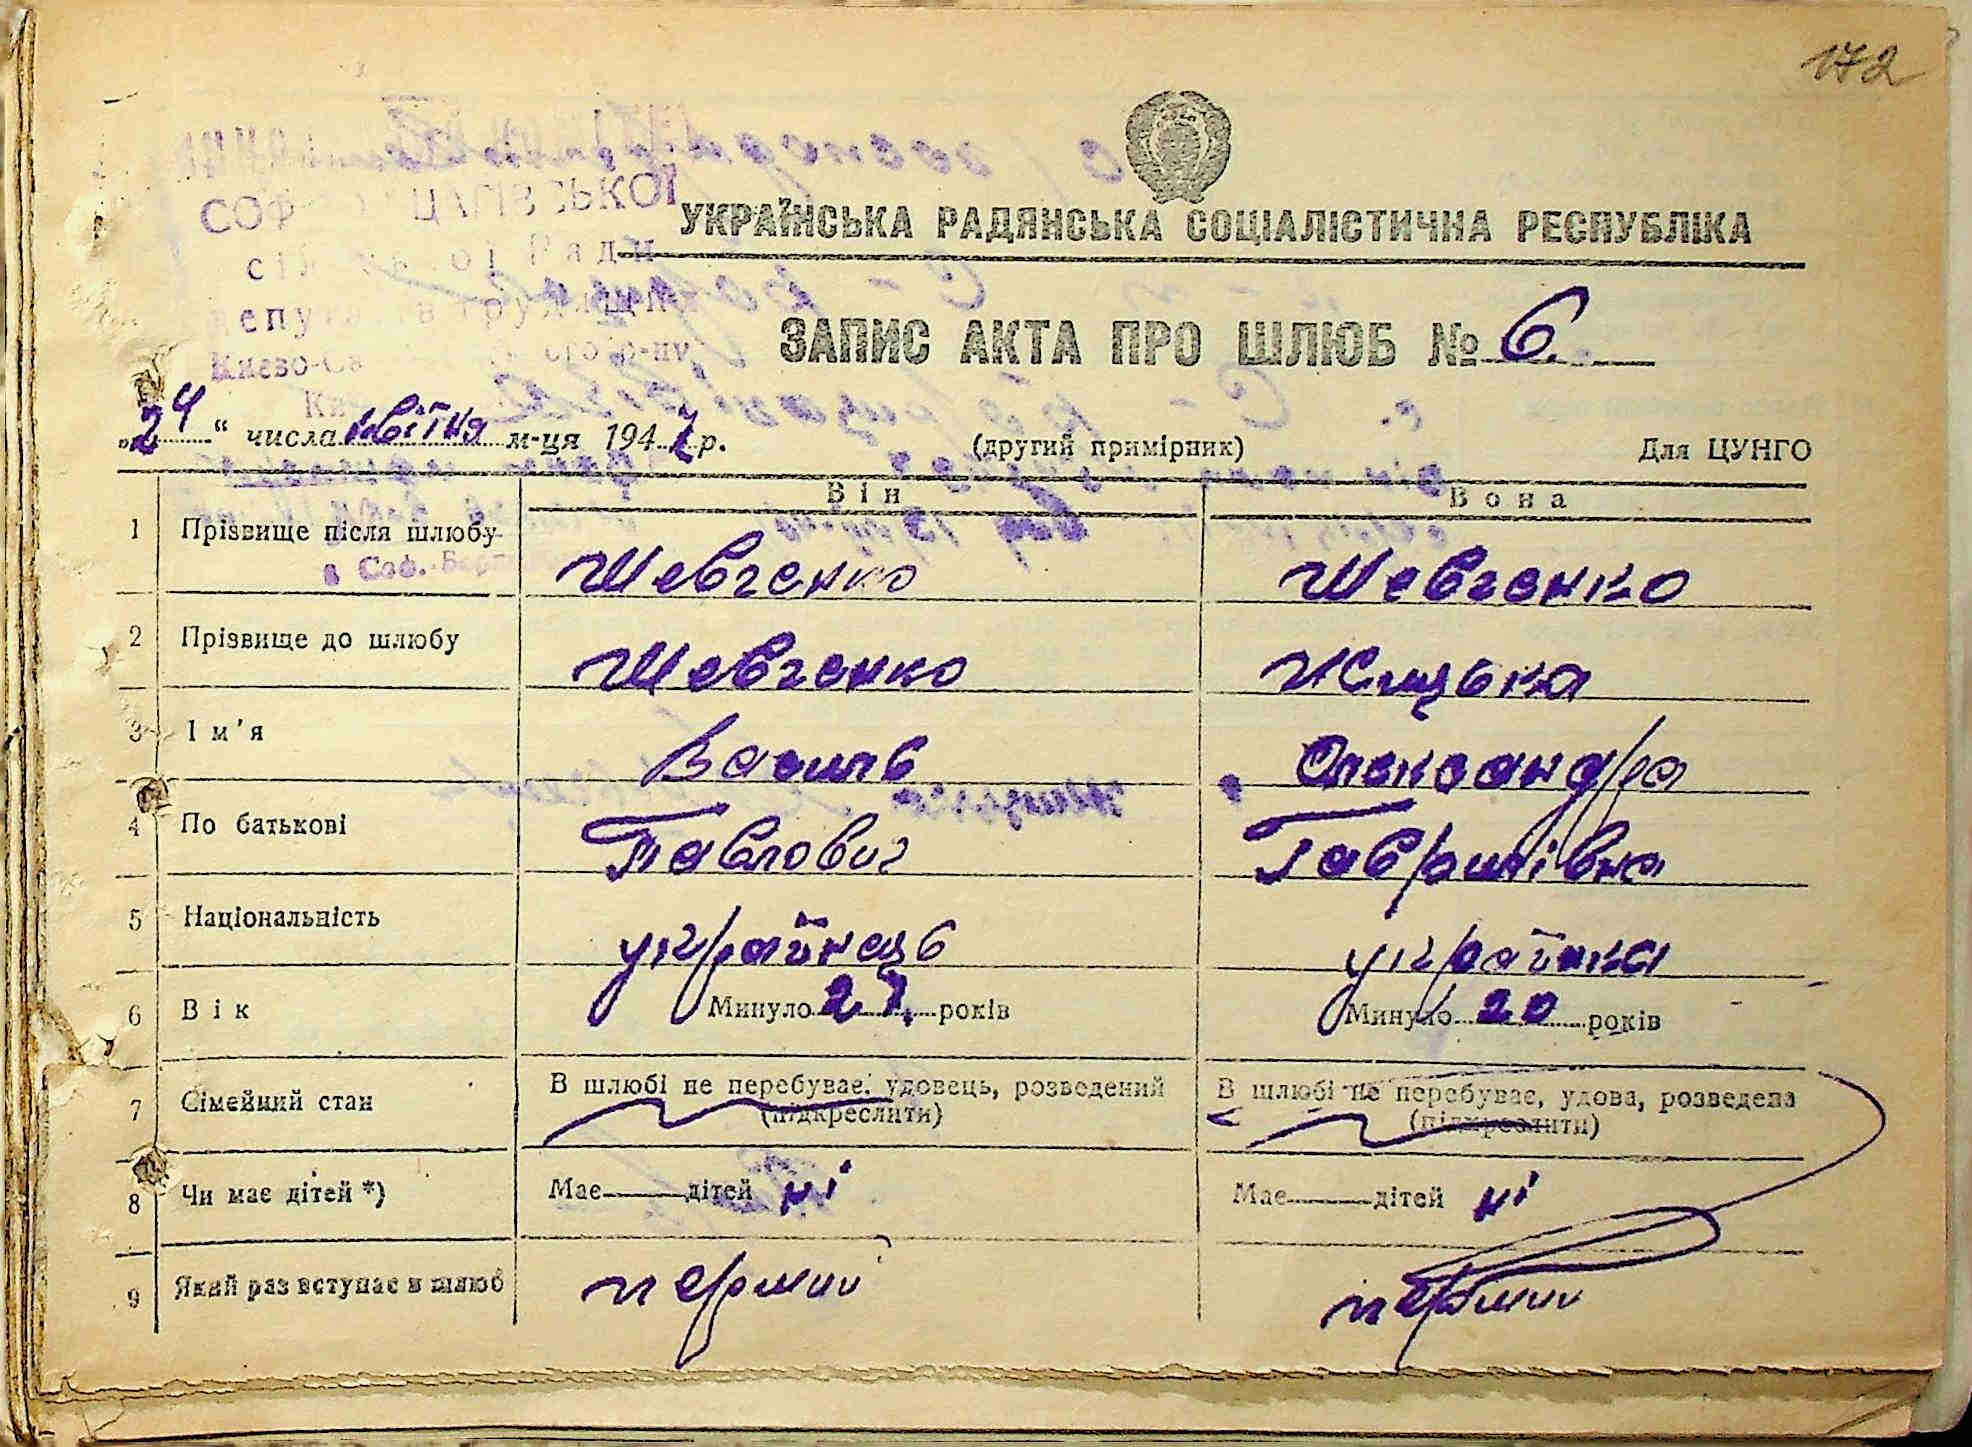 172
УКРАЇНСЬКА РАДЯНСЬКА СОЦІАЛІСТИЧНА РЕСПУБЛІКА
ЗАПИС АКТА ПРО ШЛЮБ № 6.
„24“ числа квітня м-ця 1947 р. (другий примірник) Для ЦУНГО
Він Вона
1 Прізвище після шлюбу Шевченко Шевченко
в Соф.
2 Прізвище до шлюбу Шевченко
3 Ім'я Василь Олександра
4 По батькові Павлович Гаврилівна
5 Національність українець українка
6 Вік Минуло 27 років Минуло 20 років
7 Сімейний стан В шлюбі не перебуває, удовець, розведений (підкреслити) В шлюбі не перебуває, удова, розведена (підкреслити)
8 Чи має дітей *) Має дітей ні Має дітей ні
9 Який раз вступає в шлюб перший перший